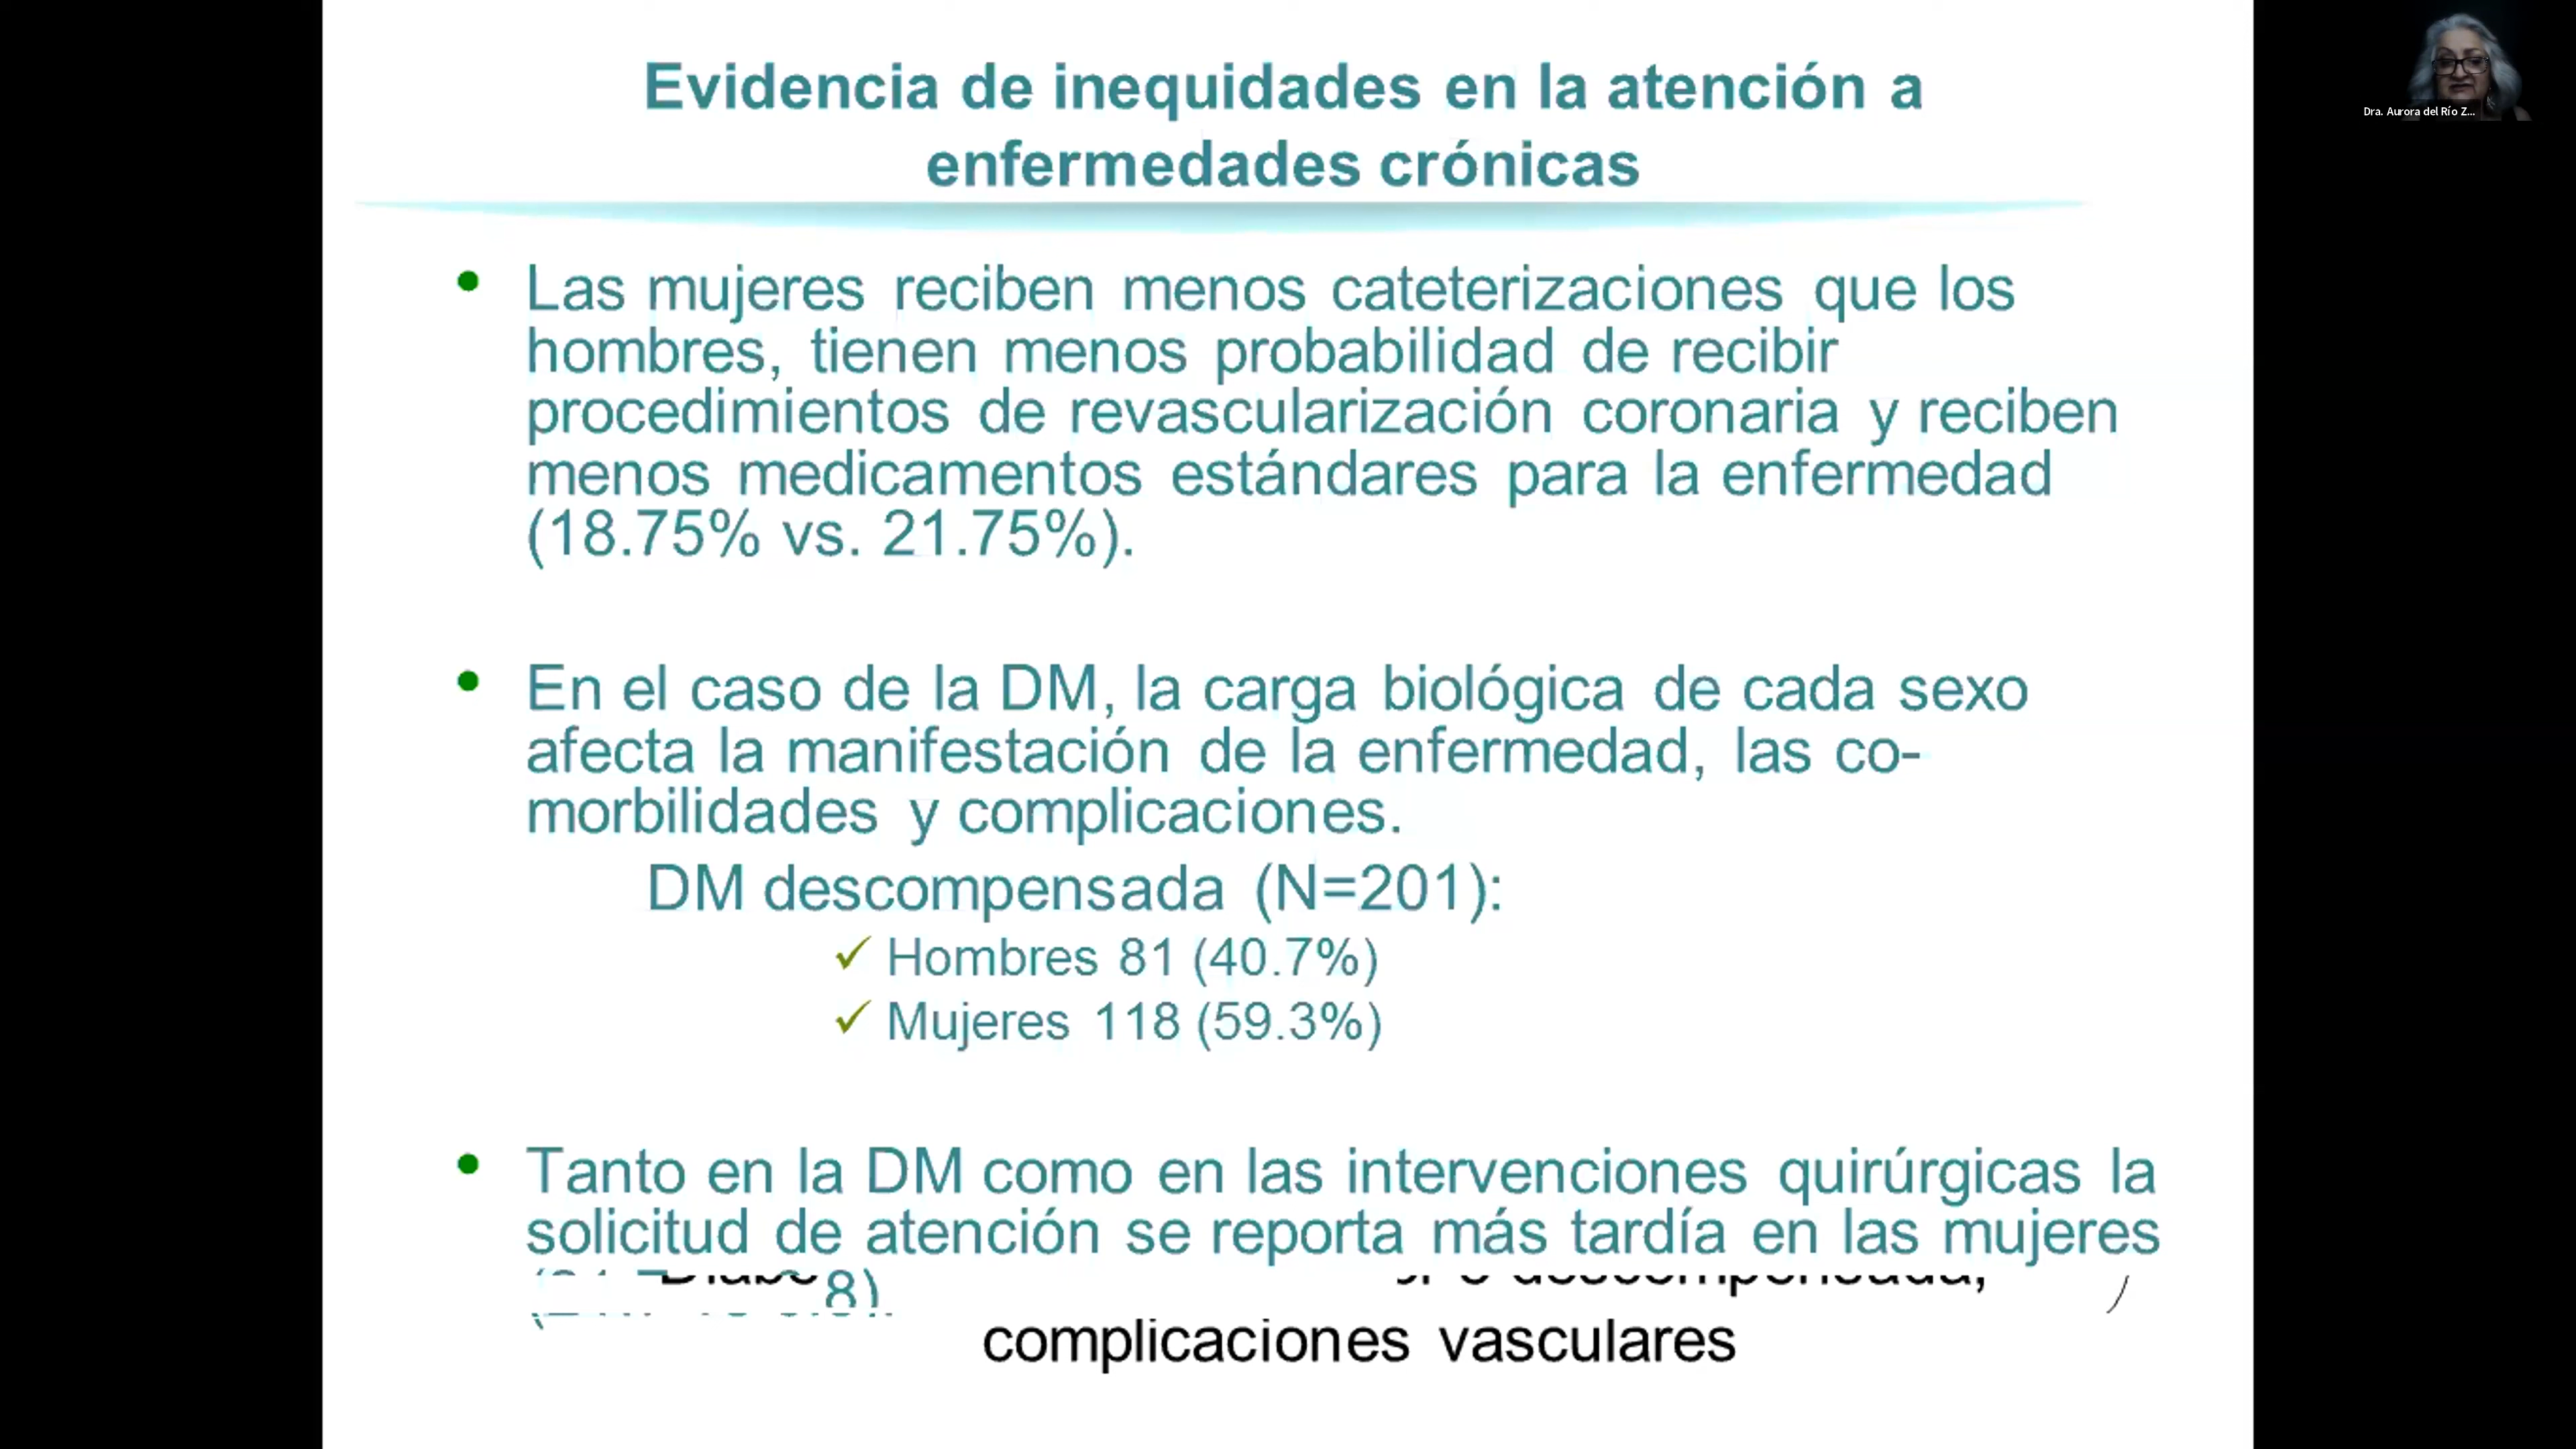 Evidencia de inequidades en la atención a
enfermedades crónicas
Dra. Aurora del Río Z...
• Las mujeres reciben menos cateterizaciones que los
hombres, tienen menos probabilidad de recibir
procedimientos de revascularización coronaria y reciben
menos medicamentos estándares para la enfermedad
(18.75% vs. 21.75%).
• En el caso de la DM, la carga biológica de cada sexo
afecta la manifestación de la enfermedad, las co-
morbilidades y complicaciones.
DM descompensada (N=201):
✓ Hombres 81 (40.7%)
✓ Mujeres 118 (59.3%)
• Tanto en la DM como en las intervenciones quirúrgicas la
solicitud de atención se reporta más tardía en las mujeres
descompensada,
complicaciones vasculares